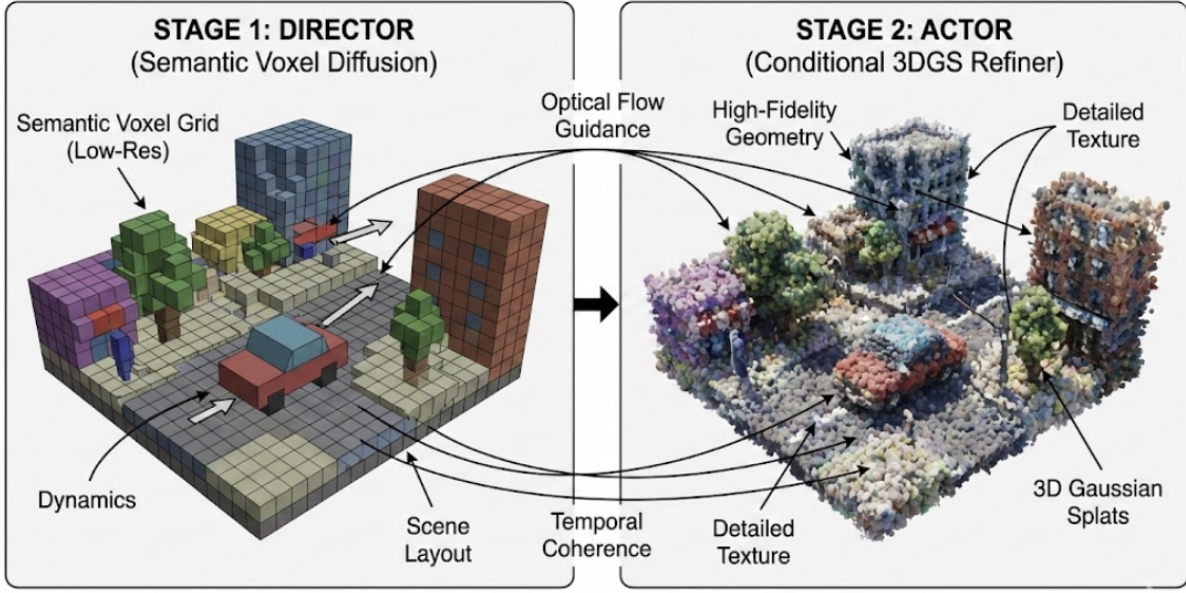 STAGE 1: DIRECTOR
(Semantic Voxel Diffusion)
Semantic Voxel Grid
(Low-Res)
Dynamics
Scene
Layout
Optical Flow
Guidance
Temporal
Coherence
STAGE 2: ACTOR
(Conditional 3DGS Refiner)
High-Fidelity
Geometry
Detailed
Texture
Detailed
Texture
3D Gaussian
Splats